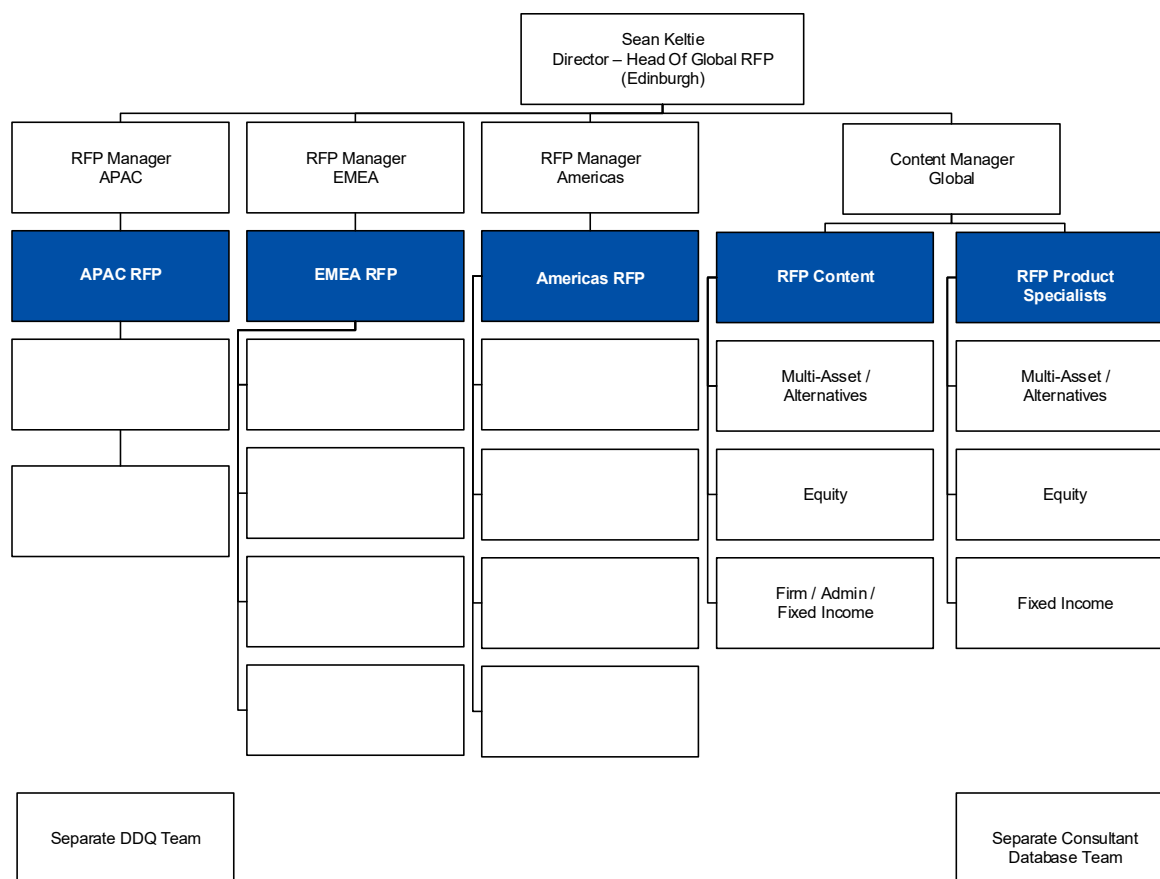 Sean Keltie
Director – Head Of Global RFP
(Edinburgh)
RFP Manager
APAC
RFP Manager
EMEA
RFP Manager
Americas
Content Manager
Global
APAC RFP
EMEA RFP
Americas RFP
RFP Content
RFP Product
Specialists
Multi-Asset /
Alternatives
Multi-Asset /
Alternatives
Equity
Equity
Firm / Admin /
Fixed Income
Fixed Income
Separate DDQ Team
Separate Consultant
Database Team